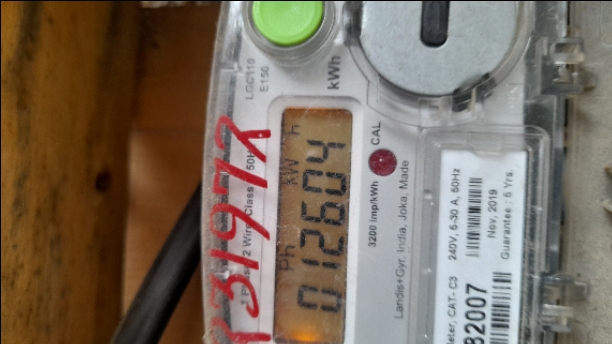 LGC110
E150
kWh
Ph kW h
012604
CAL
3200 imp/kWh
Landis+Gyr, India, Joka, Made
240V, 5-30 A, 50Hz
Nov, 2019
Guarantee : 5 Yrs.
CAT- C3
82007